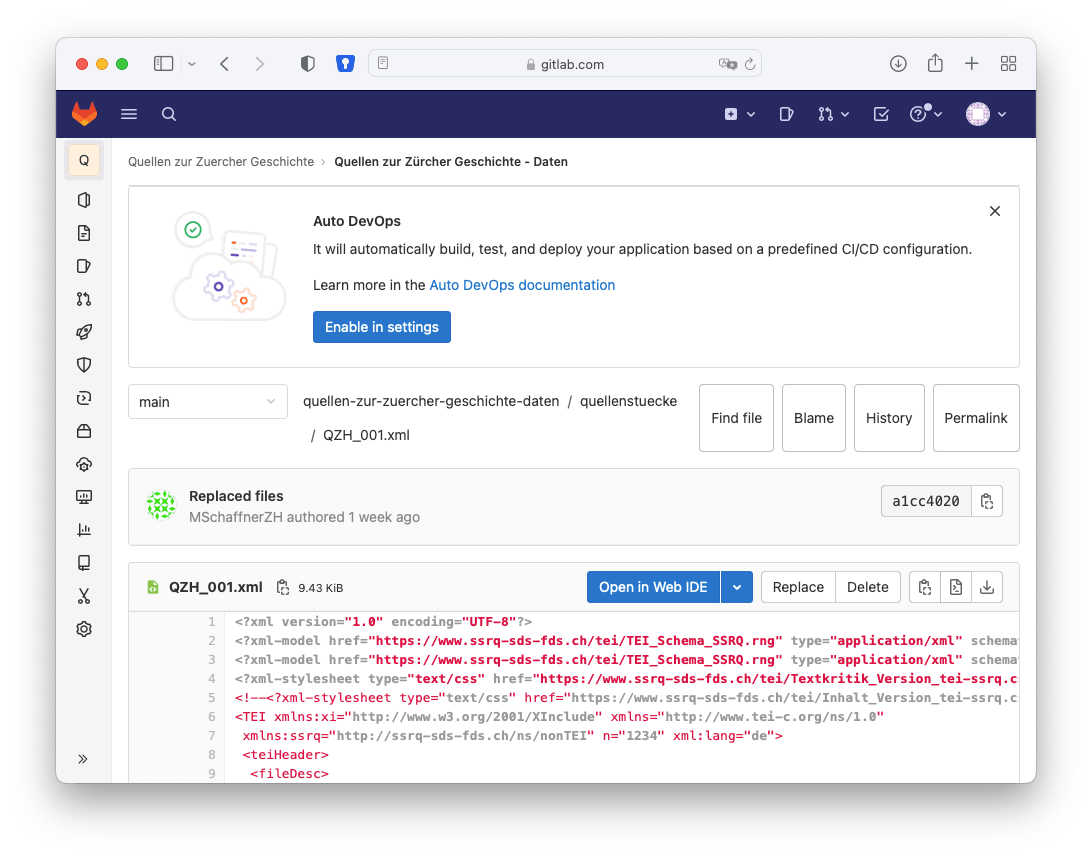 gitlab.com
Q
Quellen zur Zuercher Geschichte › Quellen zur Zürcher Geschichte - Daten
Auto DevOps
It will automatically build, test, and deploy your application based on a predefined CI/CD configuration.
Learn more in the Auto DevOps documentation
Enable in settings
main
quellen-zur-zuercher-geschichte-daten / quellenstuecke
/ QZH_001.xml
Find file
Blame
History
Permalink
Replaced files
MSchaffnerZH authored 1 week ago
a1cc4020
QZH_001.xml 9.43 KiB
Open in Web IDE
Replace
Delete
1 <?xml version="1.0" encoding="UTF-8"?>
2 <?xml-model href="https://www.ssrq-sds-fds.ch/tei/TEI_Schema_SSRQ.rng" type="application/xml" schemat
3 <?xml-model href="https://www.ssrq-sds-fds.ch/tei/TEI_Schema_SSRQ.rng" type="application/xml" schemat
4 <?xml-stylesheet type="text/css" href="https://www.ssrq-sds-fds.ch/tei/Textkritik_Version_tei-ssrq.cs
5 <!--<?xml-stylesheet type="text/css" href="https://www.ssrq-sds-fds.ch/tei/Inhalt_Version_tei-ssrq.cs
6 <TEI xmlns:xi="http://www.w3.org/2001/XInclude" xmlns="http://www.tei-c.org/ns/1.0"
7 xmlns:ssrq="http://ssrq-sds-fds.ch/ns/nonTEI" n="1234" xml:lang="de">
8 <teiHeader>
9 <fileDesc>